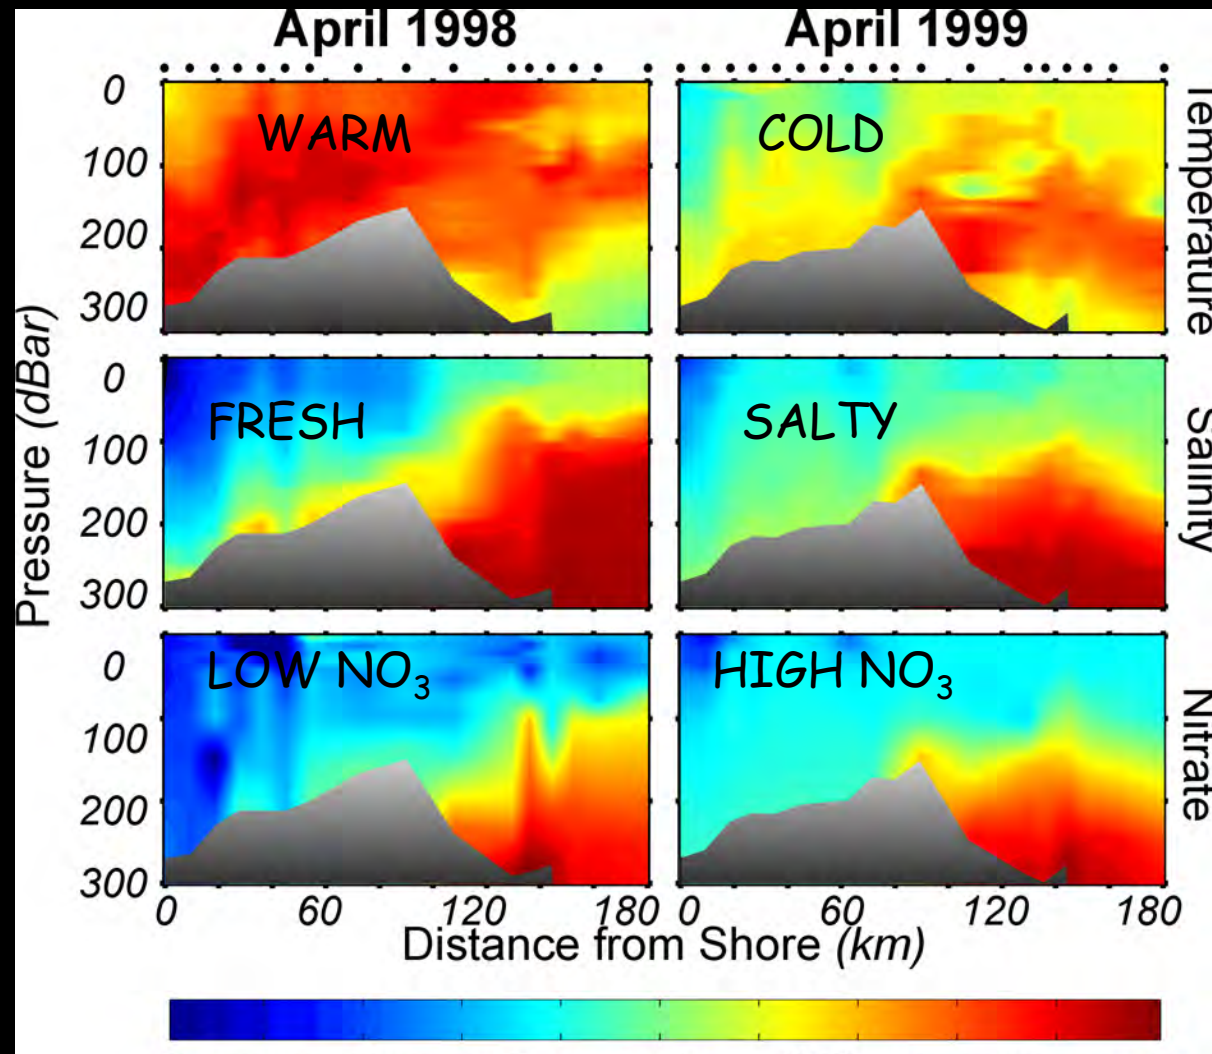 April 1998
April 1999
0
100
200
300
WARM
COLD
Temperature
0
100
200
300
FRESH
SALTY
Salinity
Pressure (dBar)
0
100
200
300
LOW NO₃
HIGH NO₃
Nitrate
0 60 120 180
0 60 120 180
Distance from Shore (km)